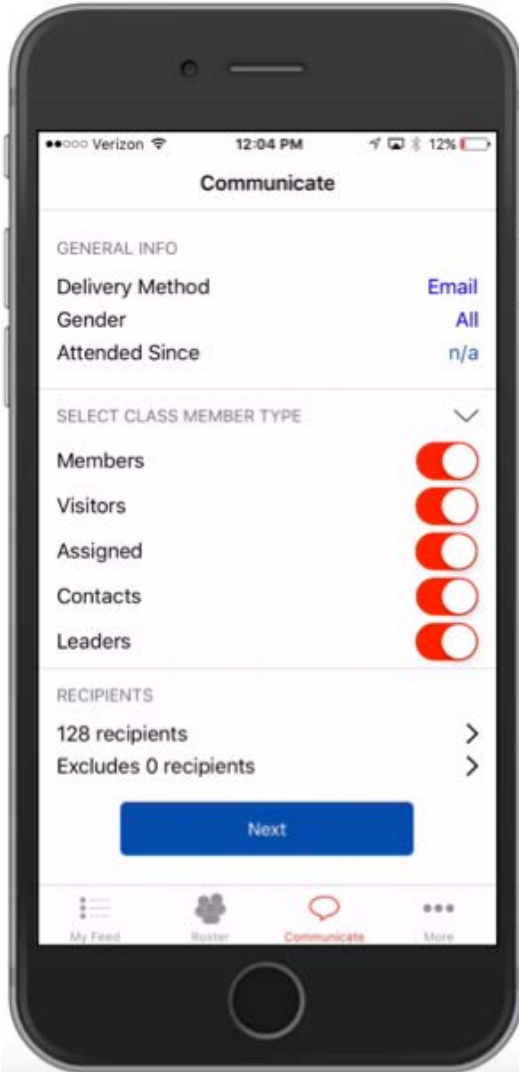 Verizon 12:04 PM 12%
Communicate
GENERAL INFO
Delivery Method Email
Gender All
Attended Since n/a
SELECT CLASS MEMBER TYPE
Members
Visitors
Assigned
Contacts
Leaders
RECIPIENTS
128 recipients
Excludes 0 recipients
Next
My Feed Roster Communicate More